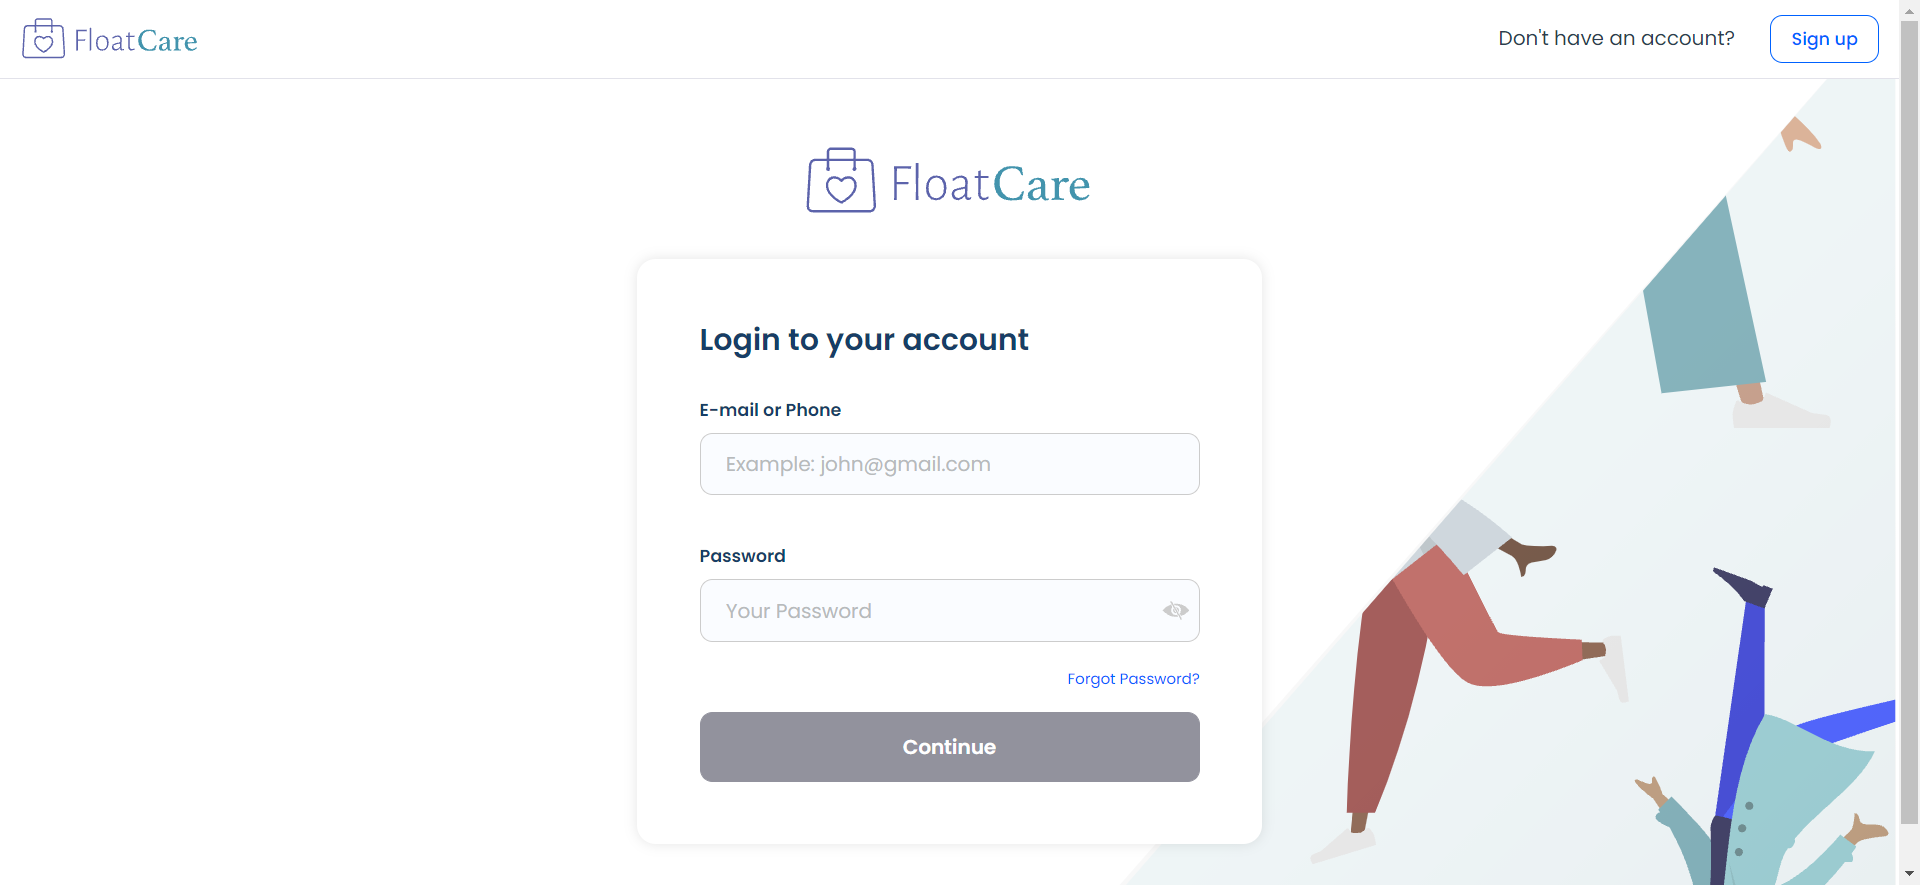 FloatCare
Don't have an account?
Sign up
FloatCare
Login to your account
E-mail or Phone
Example: john@gmail.com
Password
Your Password
Forgot Password?
Continue